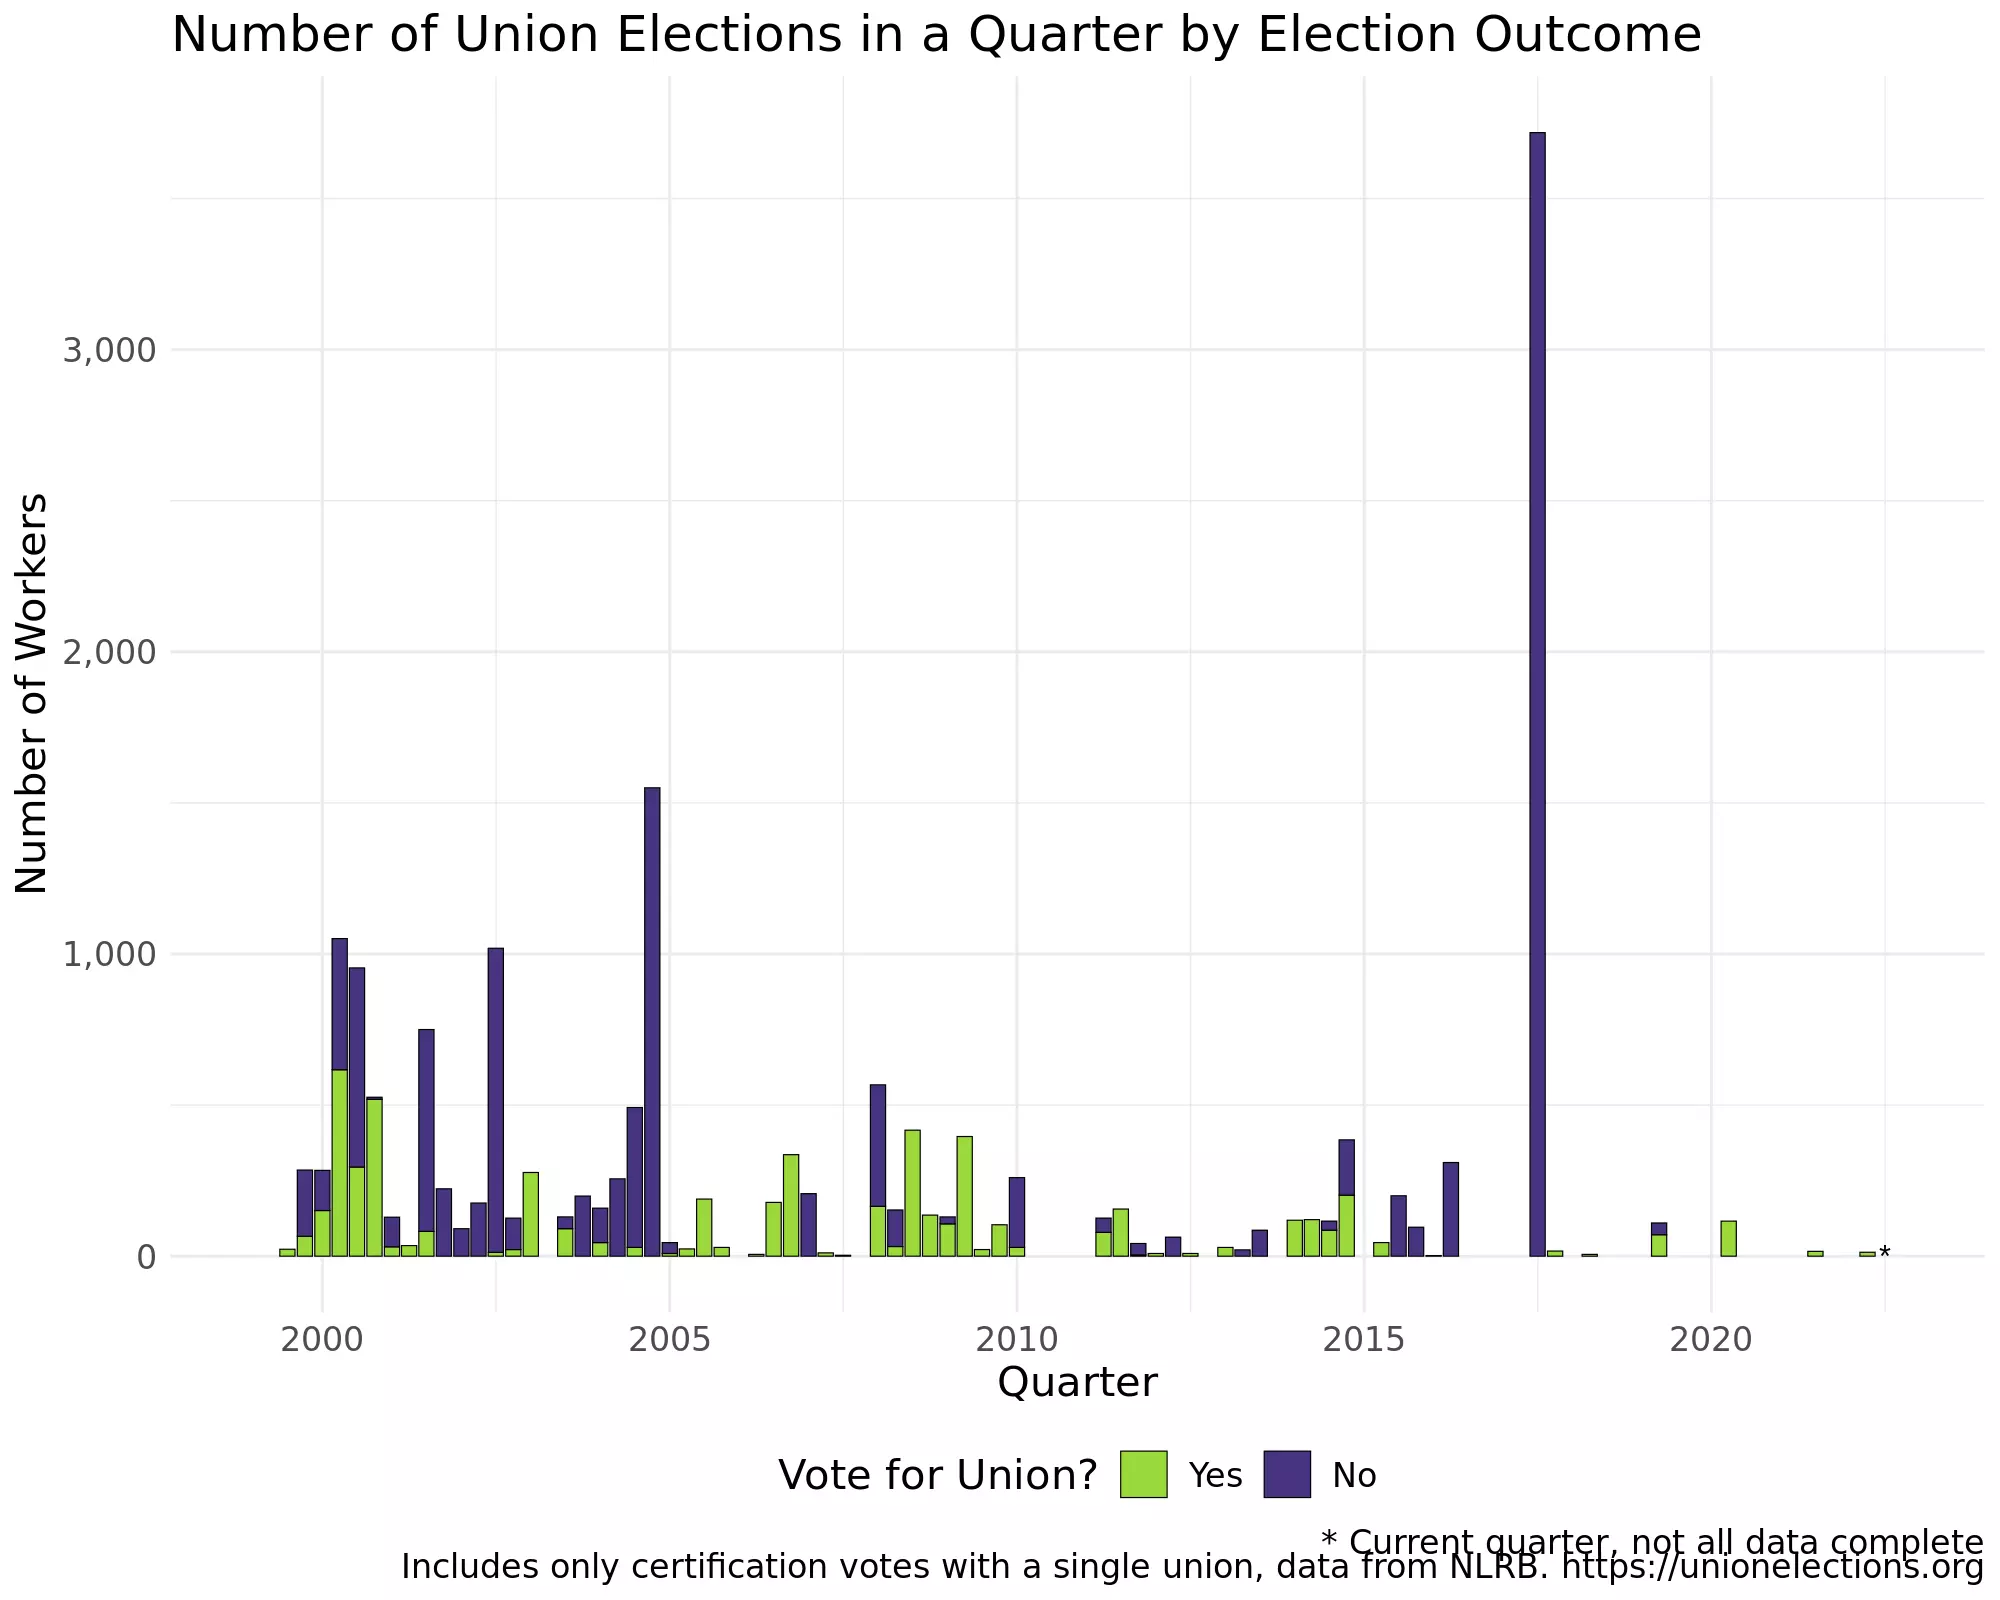 Number of Union Elections in a Quarter by Election Outcome
Number of Workers
3,000
2,000
1,000
0
*
2000 2005 2010 2015 2020
Quarter
Vote for Union? Yes No
* Current quarter, not all data complete
Includes only certification votes with a single union, data from NLRB. https://unionelections.org